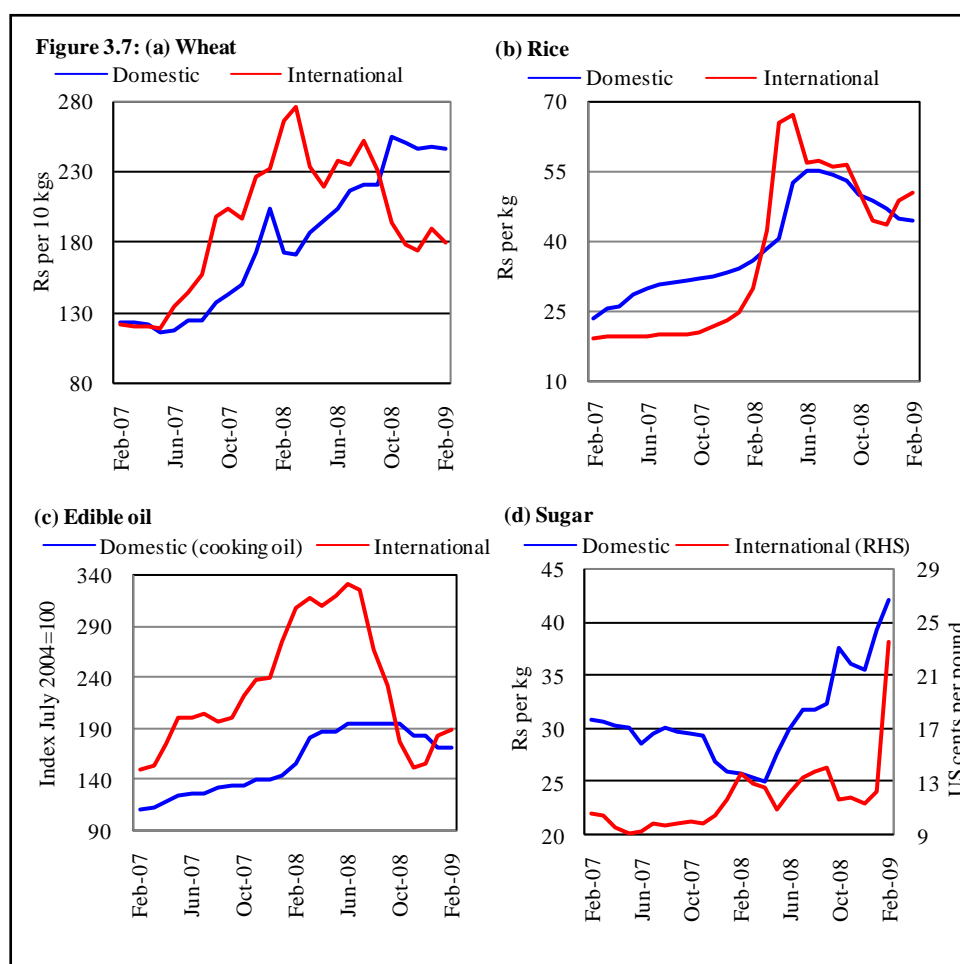 Figure 3.7: (a) Wheat
Domestic International
Rs per 10 kgs
280
230
180
130
80
Feb-07 Jun-07 Oct-07 Feb-08 Jun-08 Oct-08 Feb-09
(b) Rice
Domestic International
Rs per kg
70
55
40
25
10
Feb-07 Jun-07 Oct-07 Feb-08 Jun-08 Oct-08 Feb-09
(c) Edible oil
Domestic (cooking oil) International
Index July 2004=100
340
290
240
190
140
90
Feb-07 Jun-07 Oct-07 Feb-08 Jun-08 Oct-08 Feb-09
(d) Sugar
Domestic International (RHS)
Rs per kg
45
40
35
30
25
20
29
25
21
17
13
9
US cents per pound
Feb-07 Jun-07 Oct-07 Feb-08 Jun-08 Oct-08 Feb-09